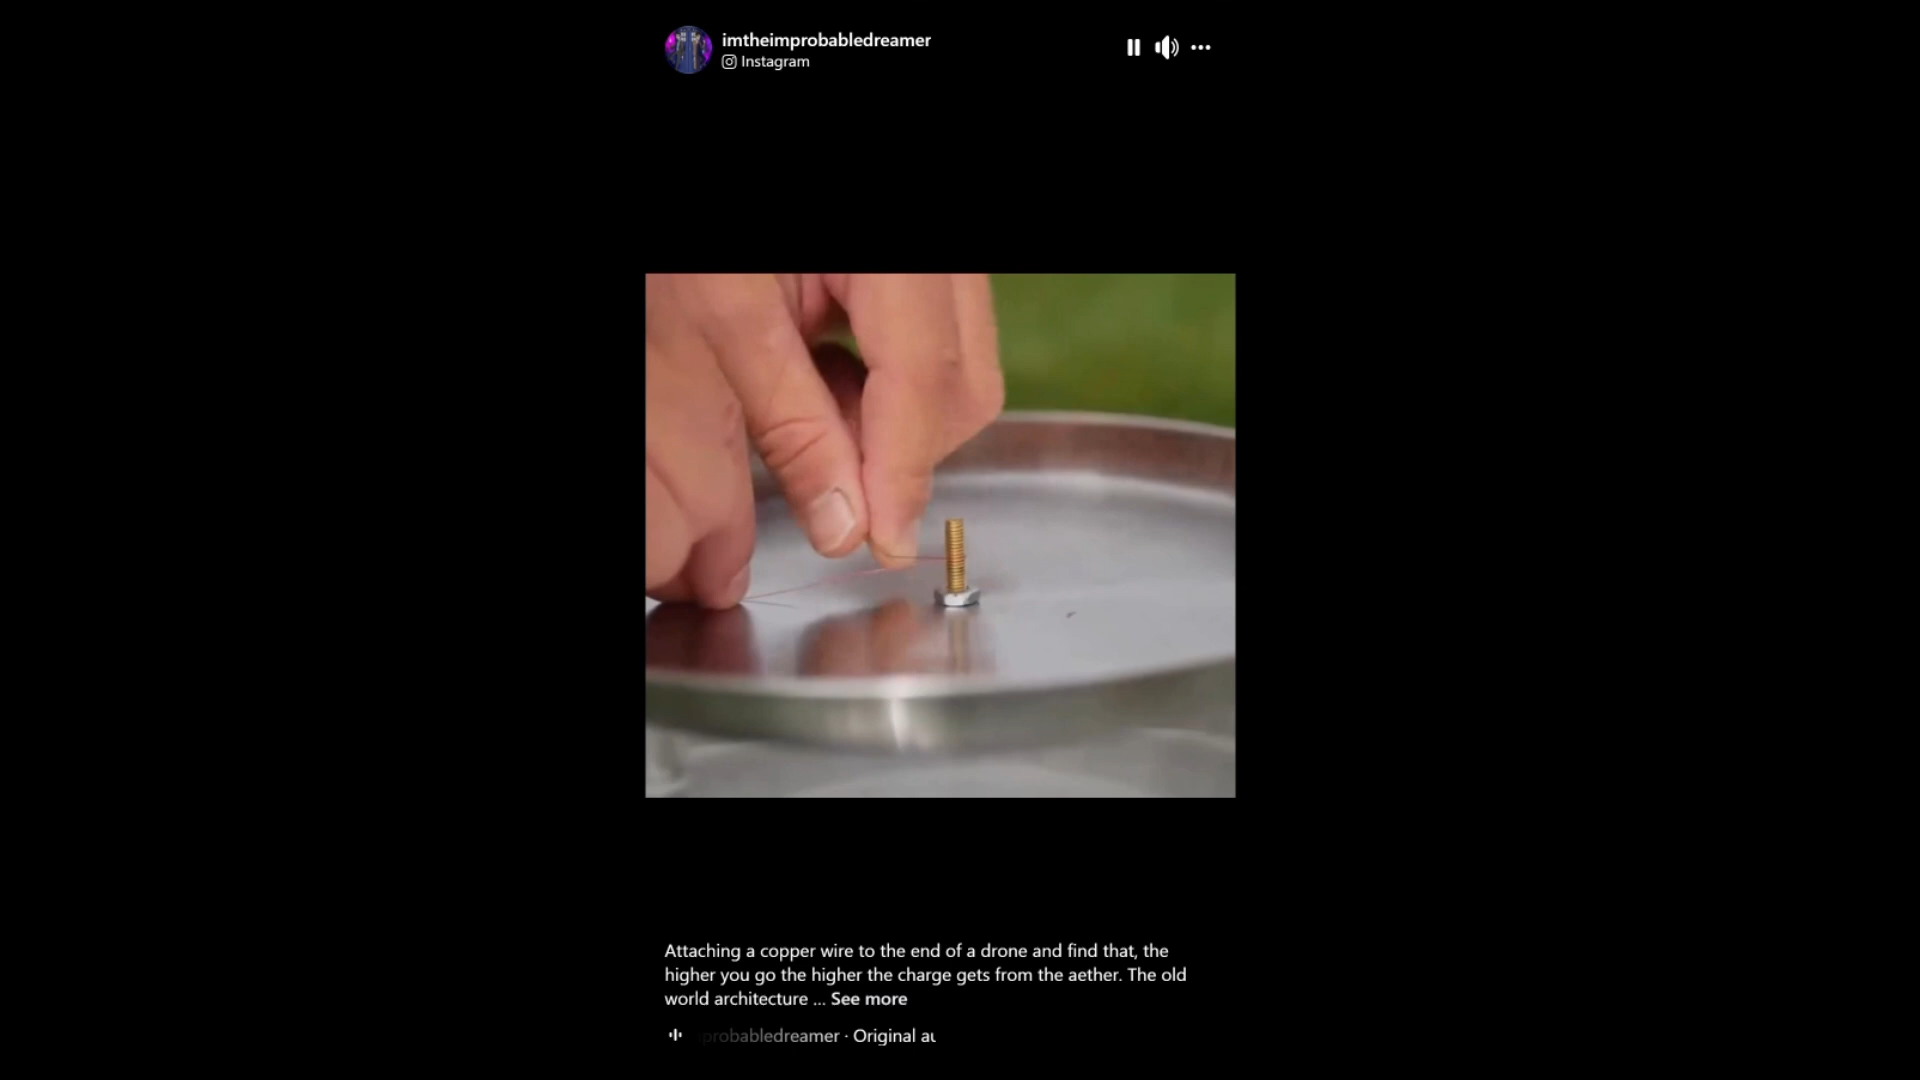 imtheimprobabledreamer
Instagram
Attaching a copper wire to the end of a drone and find that, the
higher you go the higher the charge gets from the aether. The old
world architecture ... See more
probabledreamer · Original au